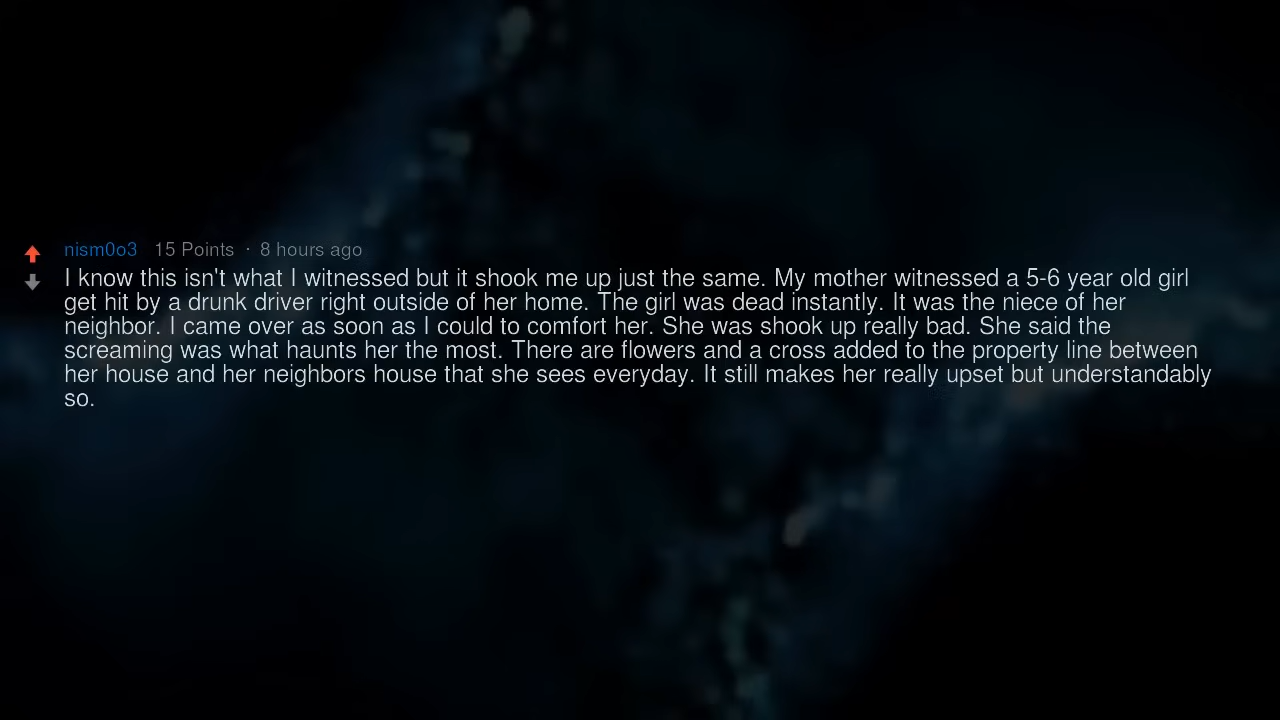 nism0o3 15 Points · 8 hours ago
I know this isn't what I witnessed but it shook me up just the same. My mother witnessed a 5-6 year old girl
get hit by a drunk driver right outside of her home. The girl was dead instantly. It was the niece of her
neighbor. I came over as soon as I could to comfort her. She was shook up really bad. She said the
screaming was what haunts her the most. There are flowers and a cross added to the property line between
her house and her neighbors house that she sees everyday. It still makes her really upset but understandably
so.